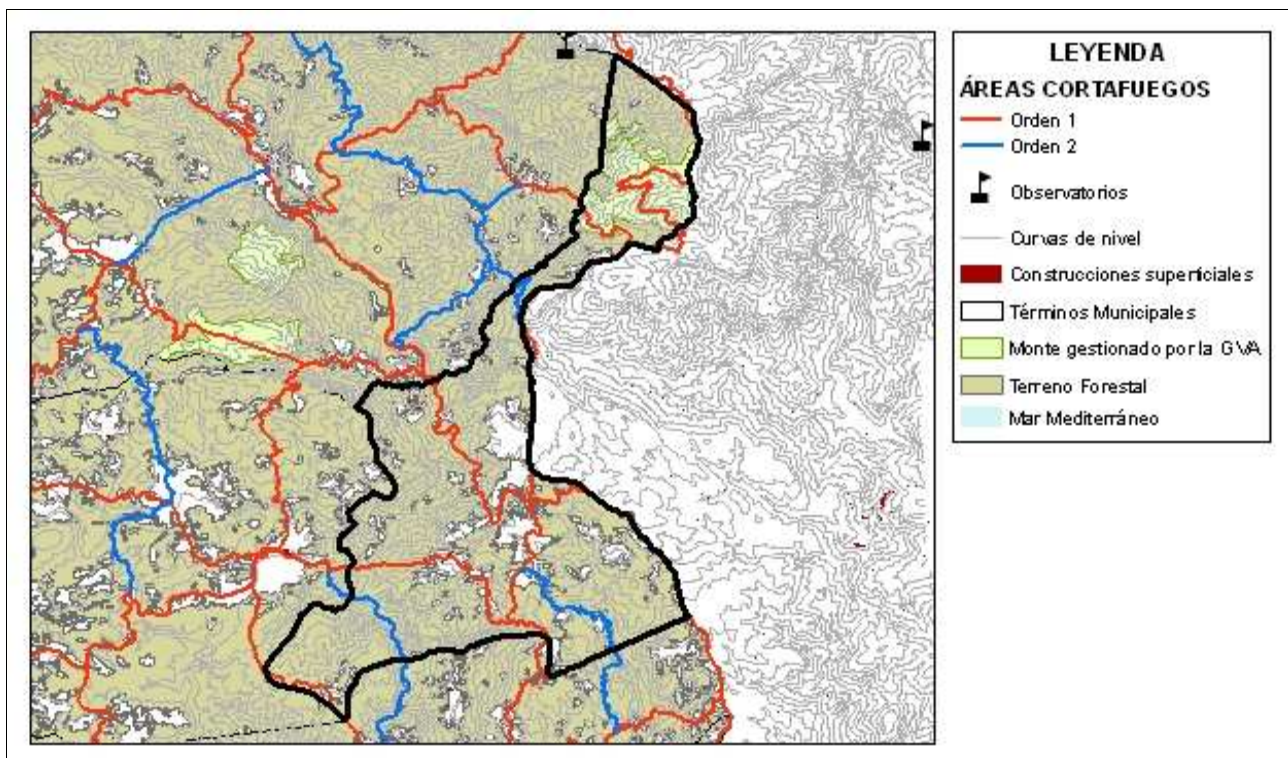 LEYENDA
ÁREAS CORTAFUEGOS
Orden 1
Orden 2
Observatorios
Curvas de nivel
Construcciones superficiales
Términos Municipales
Monte gestionado por la GVA
Terreno Forestal
Mar Mediterráneo